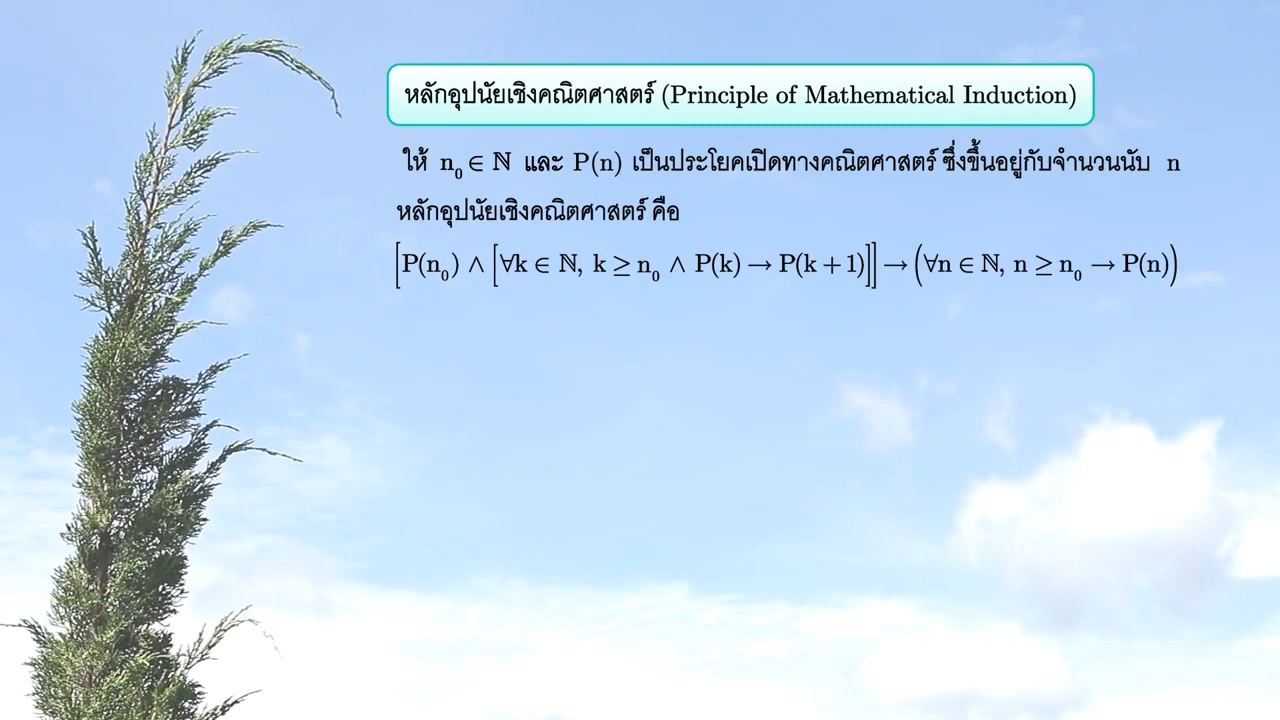 หลักอุปนัยเชิงคณิตศาสตร์ (Principle of Mathematical Induction)
ให้ n₀ ∈ ℕ และ P(n) เป็นประโยคเปิดทางคณิตศาสตร์ ซึ่งขึ้นอยู่กับจำนวนนับ n
หลักอุปนัยเชิงคณิตศาสตร์ คือ
[P(n₀) ∧ [∀k ∈ ℕ, k ≥ n₀ ∧ P(k) → P(k + 1)]] → (∀n ∈ ℕ, n ≥ n₀ → P(n))